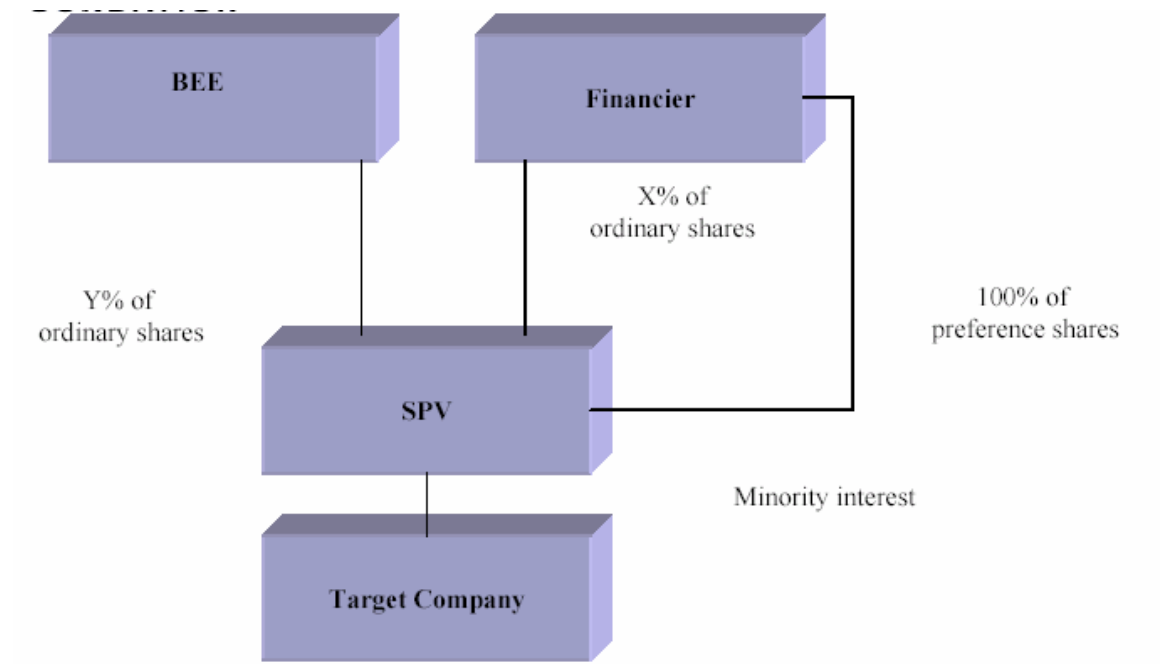 BEE
Financier
X% of
ordinary shares
Y% of
ordinary shares
100% of
preference shares
SPV
Minority interest
Target Company